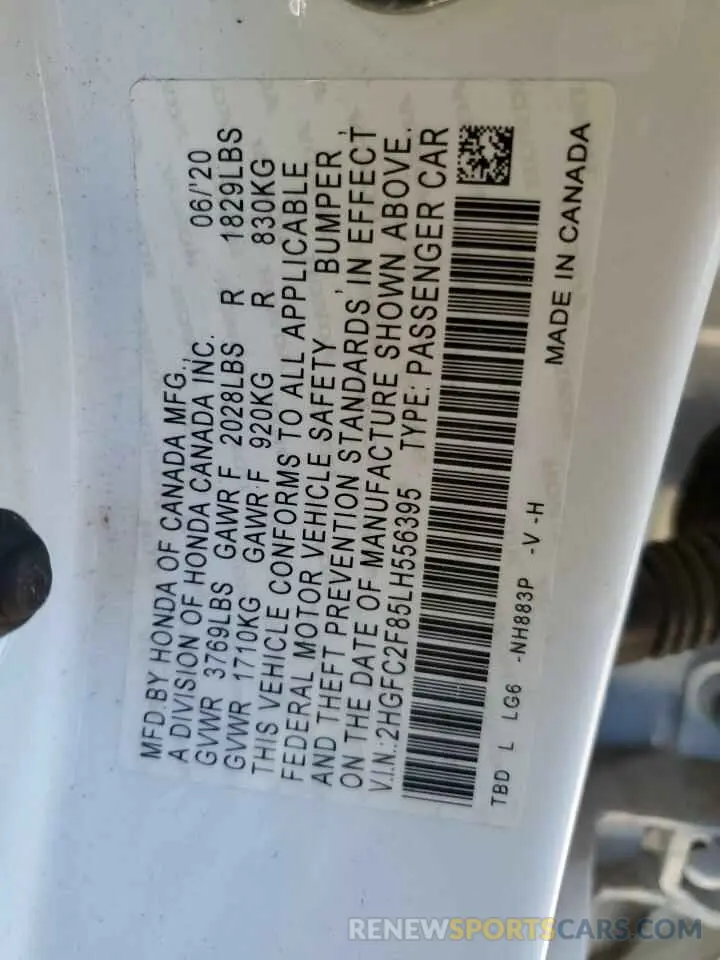 MFD. BY HONDA OF CANADA MFG., 06/'20
A DIVISION OF HONDA CANADA INC.
GVWR 3769LBS GAWR F 2028LBS R 1829LBS
GVWR 1710KG GAWR F 920KG R 830KG
THIS VEHICLE CONFORMS TO ALL APPLICABLE
FEDERAL MOTOR VEHICLE SAFETY, BUMPER,
AND THEFT PREVENTION STANDARDS IN EFFECT
ON THE DATE OF MANUFACTURE SHOWN ABOVE.
V.I.N.:2HGFC2F85LH556395 TYPE: PASSENGER CAR
TBD L LG6 -NH883P -V -H
MADE IN CANADA
RENEWSPORTSCARS.COM